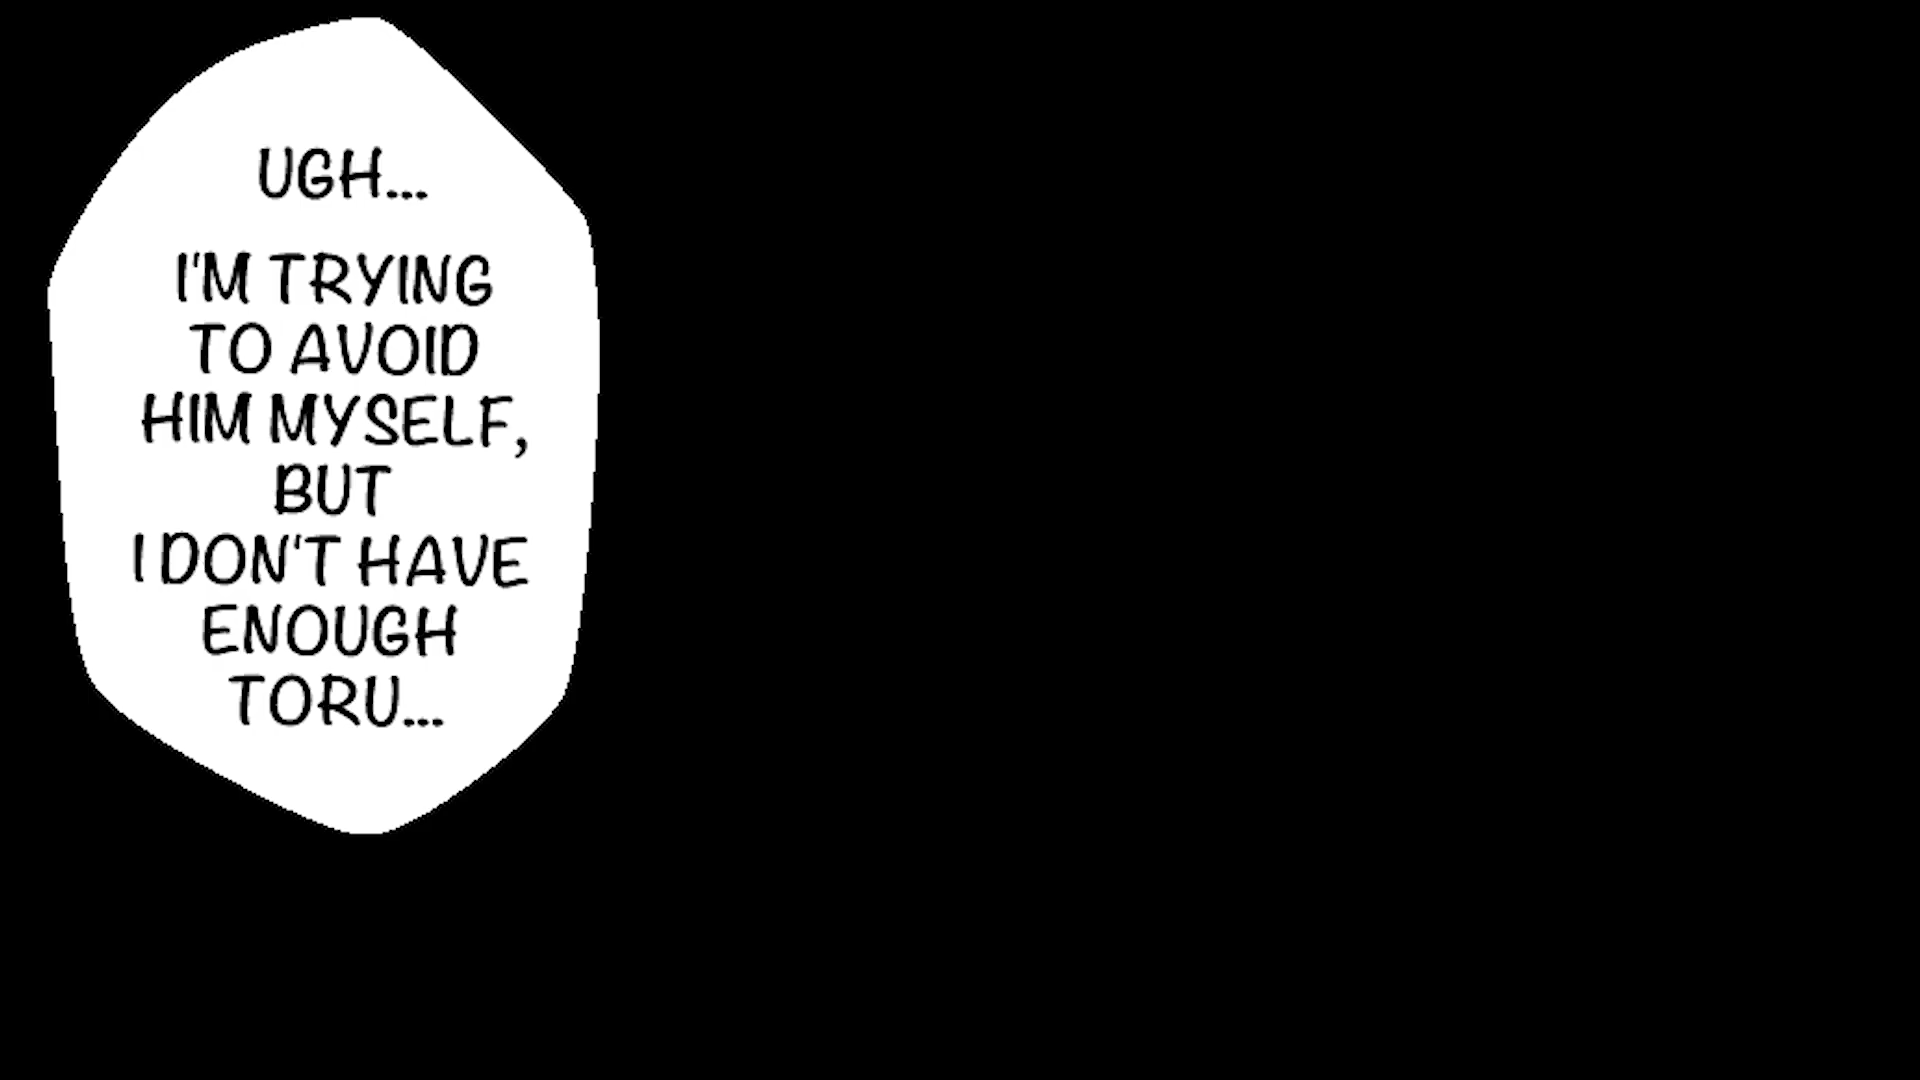 UGH...
I'M TRYING
TO AVOID
HIM MYSELF,
BUT
I DON'T HAVE
ENOUGH
TORU...